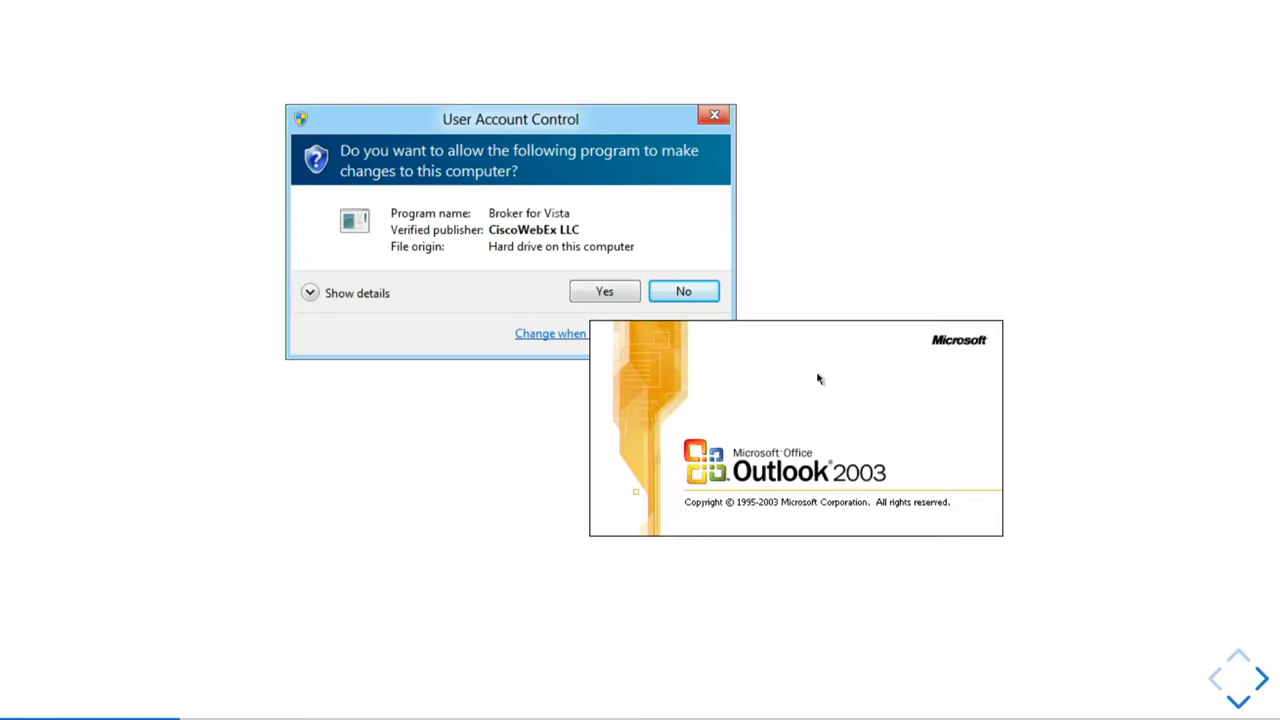 User Account Control
Do you want to allow the following program to make
changes to this computer?
Program name: Broker for Vista
Verified publisher: CiscoWebEx LLC
File origin: Hard drive on this computer
Show details
Yes
No
Change when
Microsoft
Microsoft Office
Outlook® 2003
Copyright © 1995-2003 Microsoft Corporation. All rights reserved.